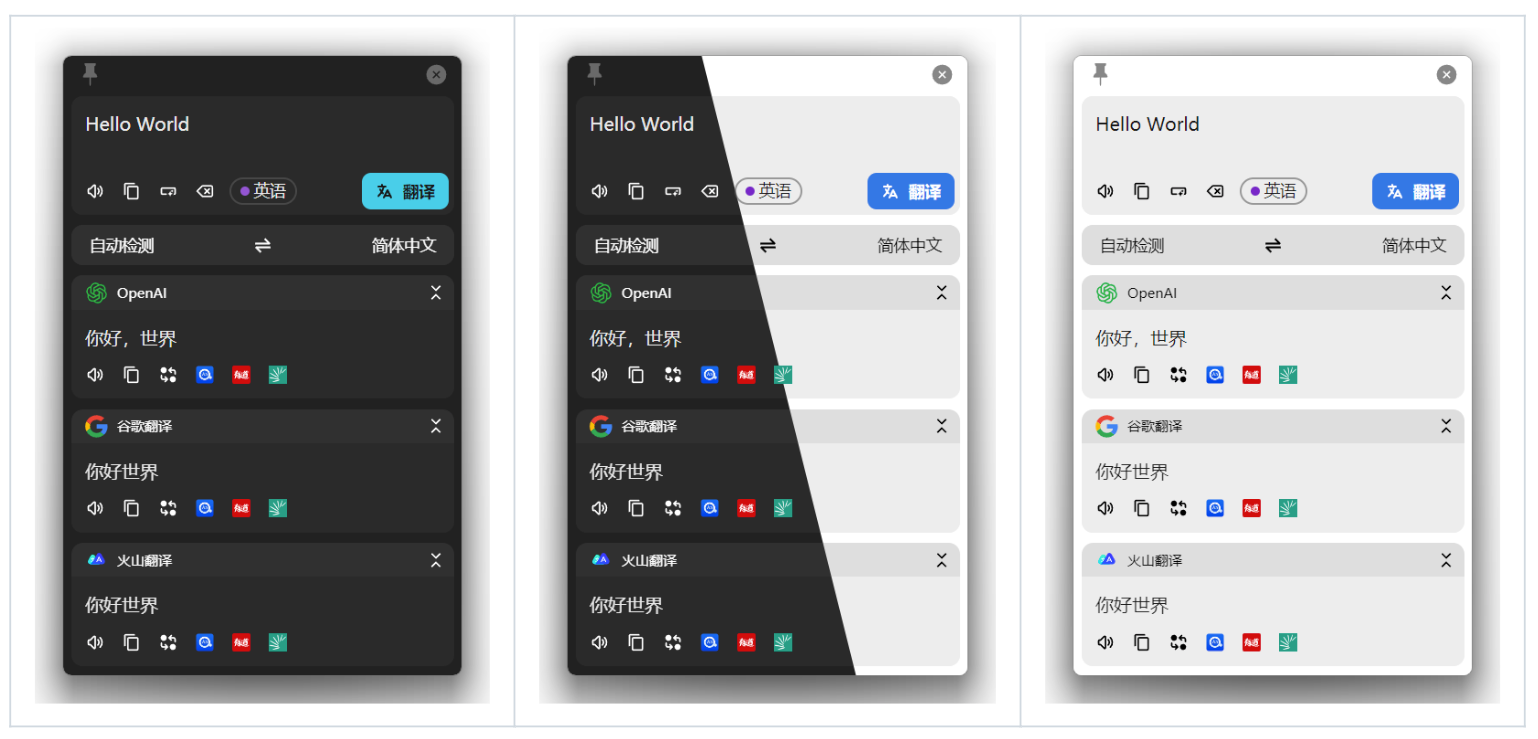 Hello World
英语
翻译
自动检测
简体中文
OpenAI
你好，世界
谷歌翻译
你好世界
火山翻译
你好世界
Hello World
英语
翻译
自动检测
简体中文
OpenAI
你好，世界
谷歌翻译
你好世界
火山翻译
你好世界
Hello World
英语
翻译
自动检测
简体中文
OpenAI
你好，世界
谷歌翻译
你好世界
火山翻译
你好世界